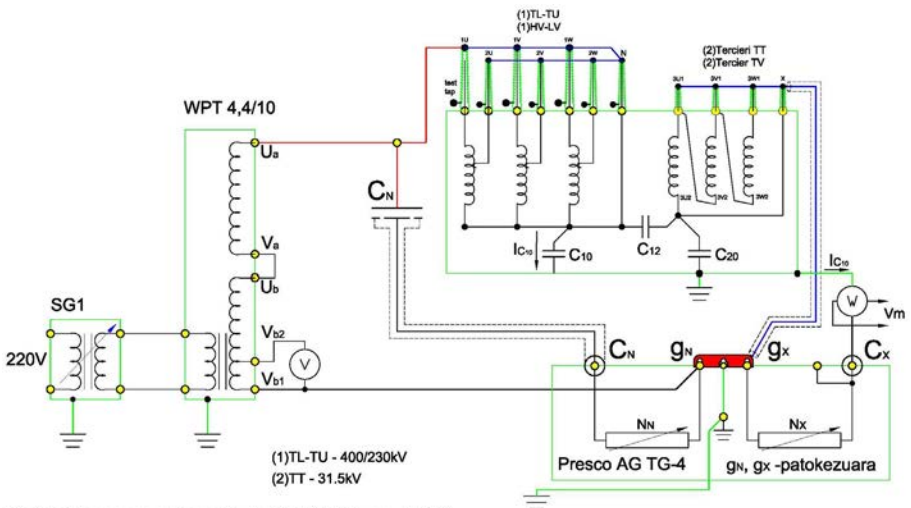 (1)TL-TU
(1)HV-LV
1U
1V
1W
2U
2V
2W
N
(2)Tercieri TT
(2)Tercier TV
3U1
3V1
3W1
X
test
tap
WPT 4,4/10
Ua
CN
3U2
3V2
3W2
Va
Ub
IC10
C10
C12
C20
IC10
W
Vm
SG1
220V
Vb2
V
Vb1
CN
gN
gX
CX
NN
NX
(1)TL-TU - 400/230kV
(2)TT - 31.5kV
Presco AG TG-4
gN, gX -patokezuara